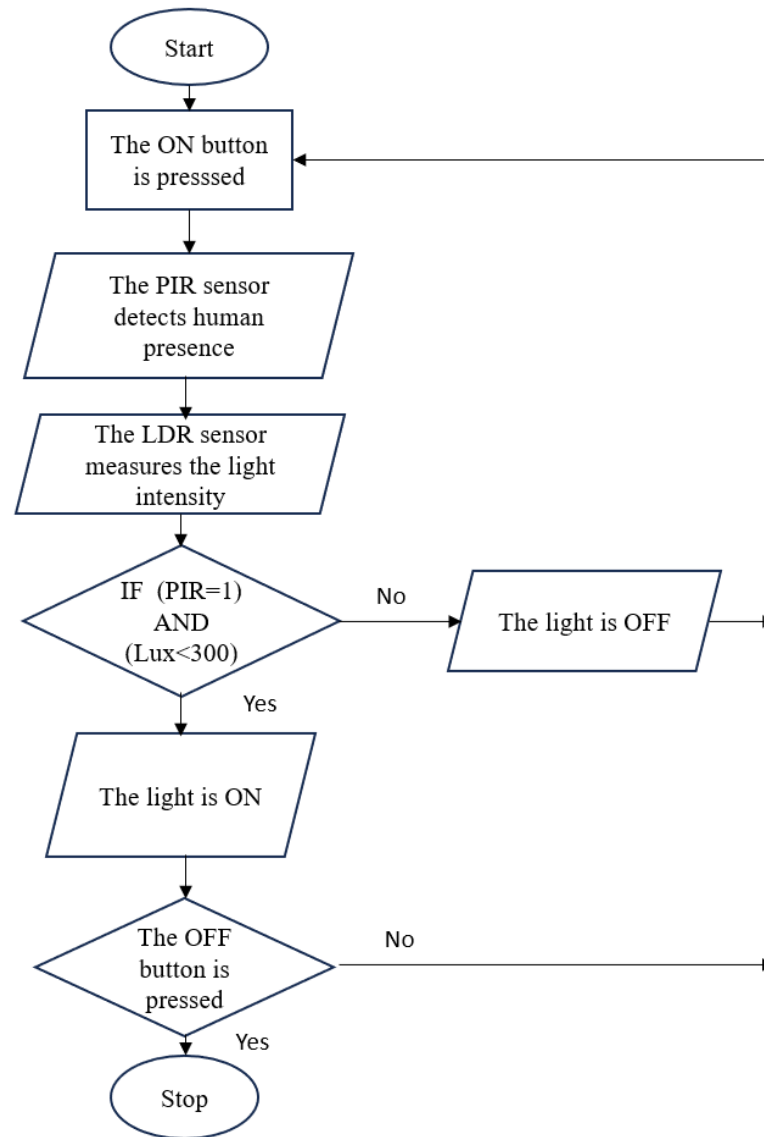 Start
The ON button
is presssed
The PIR sensor
detects human
presence
The LDR sensor
measures the light
intensity
IF (PIR=1)
AND
(Lux<300)
No
The light is OFF
Yes
The light is ON
The OFF
button is
pressed
No
Yes
Stop